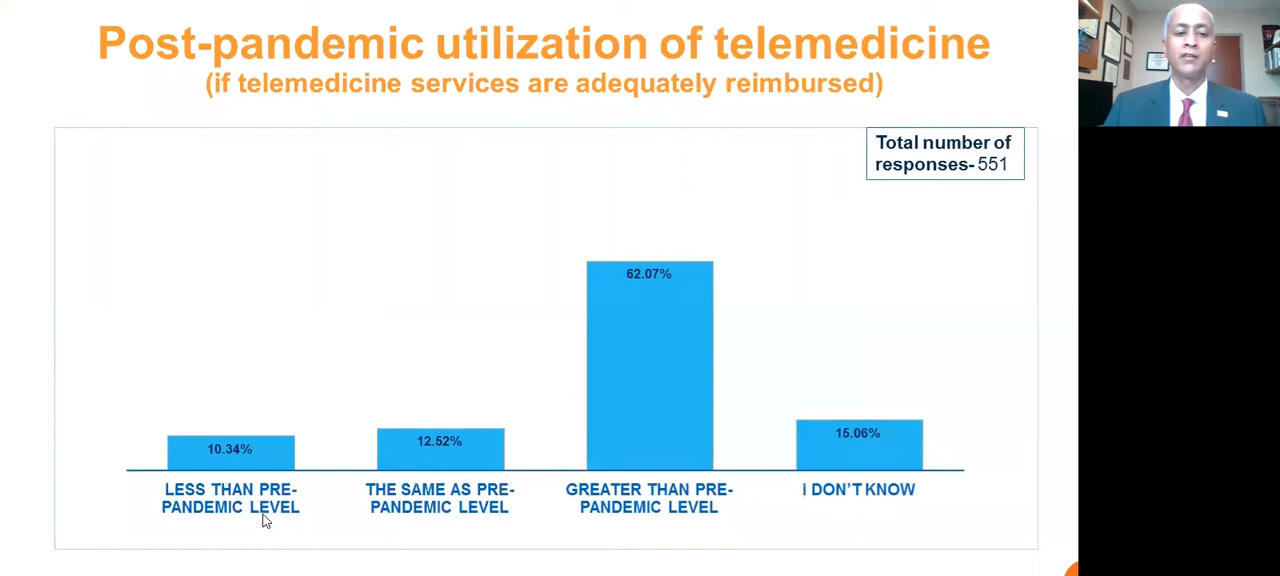 Post-pandemic utilization of telemedicine
(if telemedicine services are adequately reimbursed)
Total number of
responses- 551
62.07%
15.06%
12.52%
10.34%
LESS THAN PRE-
PANDEMIC LEVEL
THE SAME AS PRE-
PANDEMIC LEVEL
GREATER THAN PRE-
PANDEMIC LEVEL
I DON'T KNOW